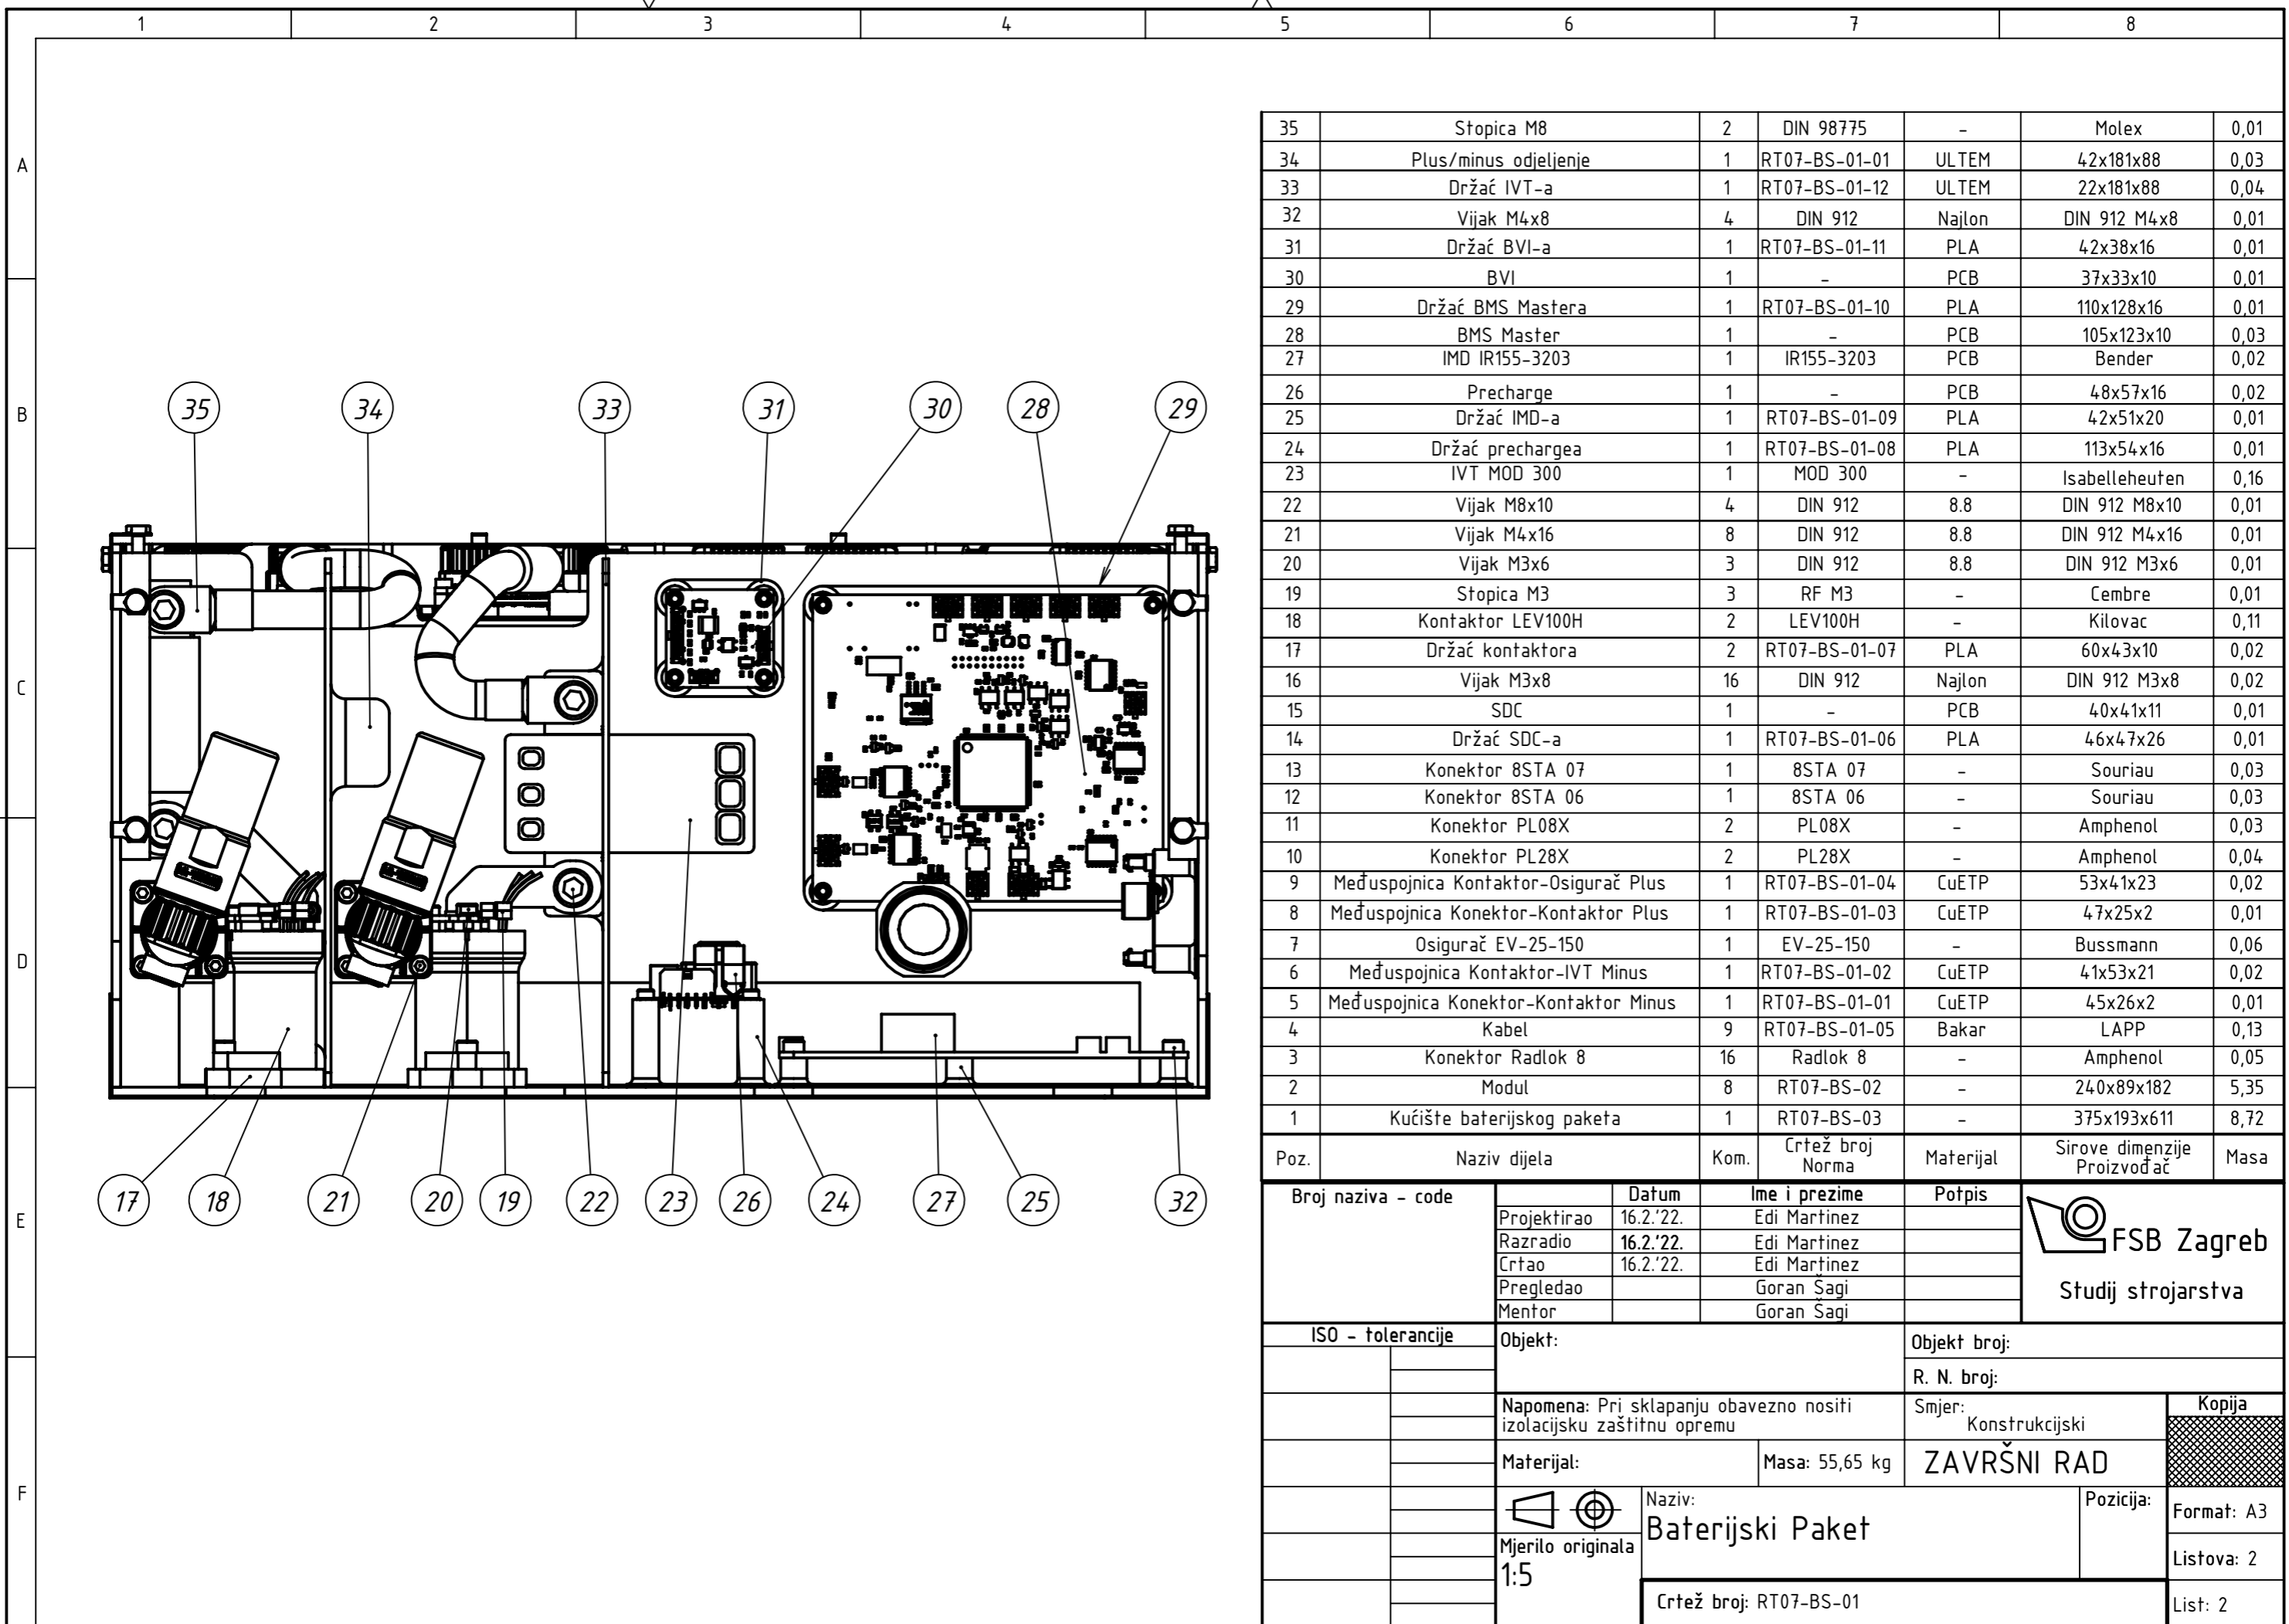 1 2 3 4 5 6 7 8
A
B
C
D
E
F
35 34 33 31 30 28 29
17 18 21 20 19 22 23 26 24 27 25 32
35 Stopica M8 2 DIN 98775 - Molex 0,01
34 Plus/minus odjeljenje 1 RT07-BS-01-01 ULTEM 42x181x88 0,03
33 Držać IVT-a 1 RT07-BS-01-12 ULTEM 22x181x88 0,04
32 Vijak M4x8 4 DIN 912 Najlon DIN 912 M4x8 0,01
31 Držać BVI-a 1 RT07-BS-01-11 PLA 42x38x16 0,01
30 BVI 1 - PCB 37x33x10 0,01
29 Držać BMS Mastera 1 RT07-BS-01-10 PLA 110x128x16 0,01
28 BMS Master 1 - PCB 105x123x10 0,03
27 IMD IR155-3203 1 IR155-3203 PCB Bender 0,02
26 Precharge 1 - PCB 48x57x16 0,02
25 Držać IMD-a 1 RT07-BS-01-09 PLA 42x51x20 0,01
24 Držać prechargea 1 RT07-BS-01-08 PLA 113x54x16 0,01
23 IVT MOD 300 1 MOD 300 - Isabelleheuten 0,16
22 Vijak M8x10 4 DIN 912 8.8 DIN 912 M8x10 0,01
21 Vijak M4x16 8 DIN 912 8.8 DIN 912 M4x16 0,01
20 Vijak M3x6 3 DIN 912 8.8 DIN 912 M3x6 0,01
19 Stopica M3 3 RF M3 - Cembre 0,01
18 Kontaktor LEV100H 2 LEV100H - Kilovac 0,11
17 Držać kontaktora 2 RT07-BS-01-07 PLA 60x43x10 0,02
16 Vijak M3x8 16 DIN 912 Najlon DIN 912 M3x8 0,02
15 SDC 1 - PCB 40x41x11 0,01
14 Držać SDC-a 1 RT07-BS-01-06 PLA 46x47x26 0,01
13 Konektor 8STA 07 1 8STA 07 - Souriau 0,03
12 Konektor 8STA 06 1 8STA 06 - Souriau 0,03
11 Konektor PL08X 2 PL08X - Amphenol 0,03
10 Konektor PL28X 2 PL28X - Amphenol 0,04
9 Međuspojnica Kontaktor-Osigurač Plus 1 RT07-BS-01-04 CuETP 53x41x23 0,02
8 Međuspojnica Konektor-Kontaktor Plus 1 RT07-BS-01-03 CuETP 47x25x2 0,01
7 Osigurač EV-25-150 1 EV-25-150 - Bussmann 0,06
6 Međuspojnica Kontaktor-IVT Minus 1 RT07-BS-01-02 CuETP 41x53x21 0,02
5 Međuspojnica Konektor-Kontaktor Minus 1 RT07-BS-01-01 CuETP 45x26x2 0,01
4 Kabel 9 RT07-BS-01-05 Bakar LAPP 0,13
3 Konektor Radlok 8 16 Radlok 8 - Amphenol 0,05
2 Modul 8 RT07-BS-02 - 240x89x182 5,35
1 Kućište baterijskog paketa 1 RT07-BS-03 - 375x193x611 8,72
Poz. Naziv dijela Kom. Crtež broj Norma Materijal Sirove dimenzije Proizvođač Masa
Broj naziva - code Datum Ime i prezime Potpis
Projektirao 16.2.'22. Edi Martinez
Razradio 16.2.'22. Edi Martinez
Crtao 16.2.'22. Edi Martinez
Pregledao Goran Šagi
Mentor Goran Šagi
FSB Zagreb
Studij strojarstva
ISO - tolerancije
Objekt:
Objekt broj:
R. N. broj:
Napomena: Pri sklapanju obavezno nositi
izolacijsku zaštitnu opremu
Smjer:
Konstrukcijski
Kopija
Materijal: Masa: 55,65 kg
ZAVRŠNI RAD
Naziv:
Baterijski Paket
Pozicija:
Format: A3
Mjerilo originala
1:5
Listova: 2
Crtež broj: RT07-BS-01
List: 2